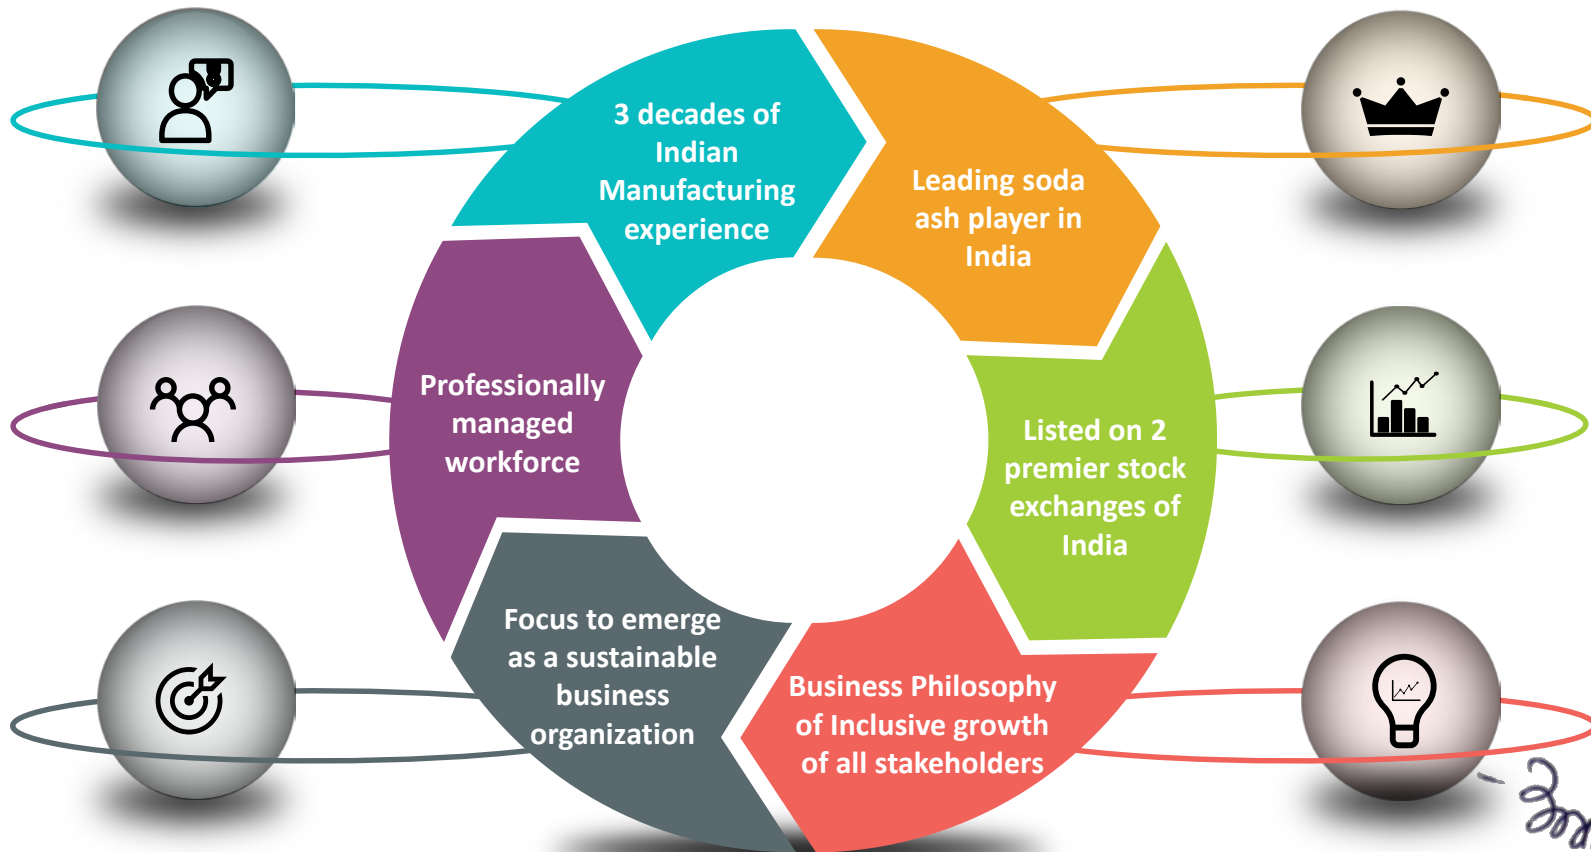 3 decades of
Indian
Manufacturing
experience
Leading soda
ash player in
India
Listed on 2
premier stock
exchanges of
India
Business Philosophy
of Inclusive growth
of all stakeholders
Focus to emerge
as a sustainable
business
organization
Professionally
managed
workforce